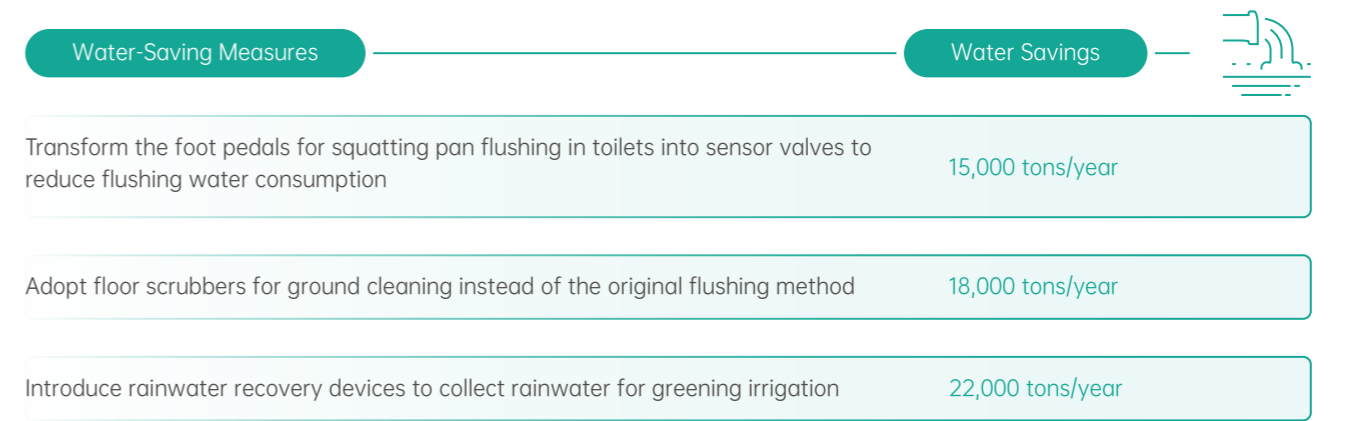 Water-Saving Measures
Water Savings
Transform the foot pedals for squatting pan flushing in toilets into sensor valves to
reduce flushing water consumption
15,000 tons/year
Adopt floor scrubbers for ground cleaning instead of the original flushing method
18,000 tons/year
Introduce rainwater recovery devices to collect rainwater for greening irrigation
22,000 tons/year